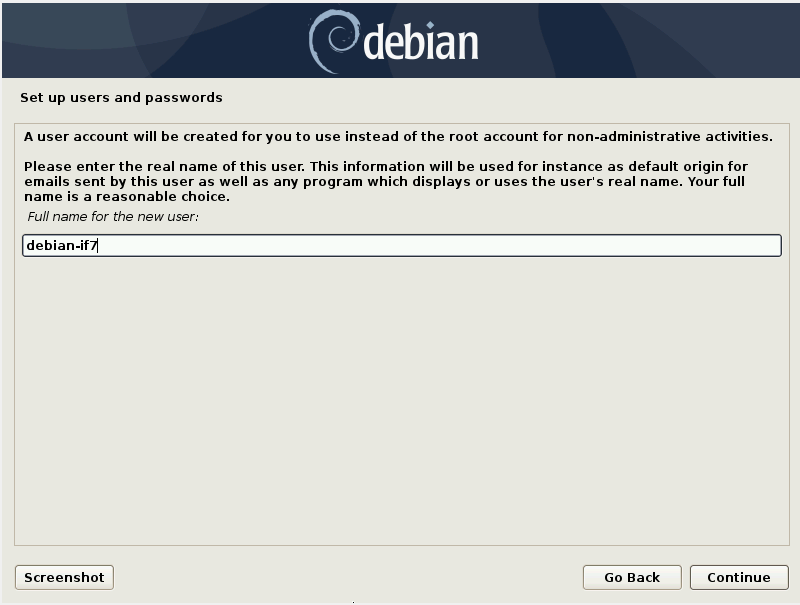 debian
Set up users and passwords
A user account will be created for you to use instead of the root account for non-administrative activities.
Please enter the real name of this user. This information will be used for instance as default origin for
emails sent by this user as well as any program which displays or uses the user's real name. Your full
name is a reasonable choice.
Full name for the new user:
debian-if7
Screenshot
Go Back
Continue